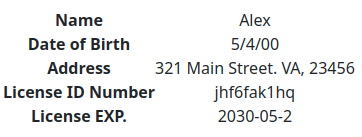 Name Alex
Date of Birth 5/4/00
Address 321 Main Street. VA, 23456
License ID Number jhf6fak1hq
License EXP. 2030-05-2